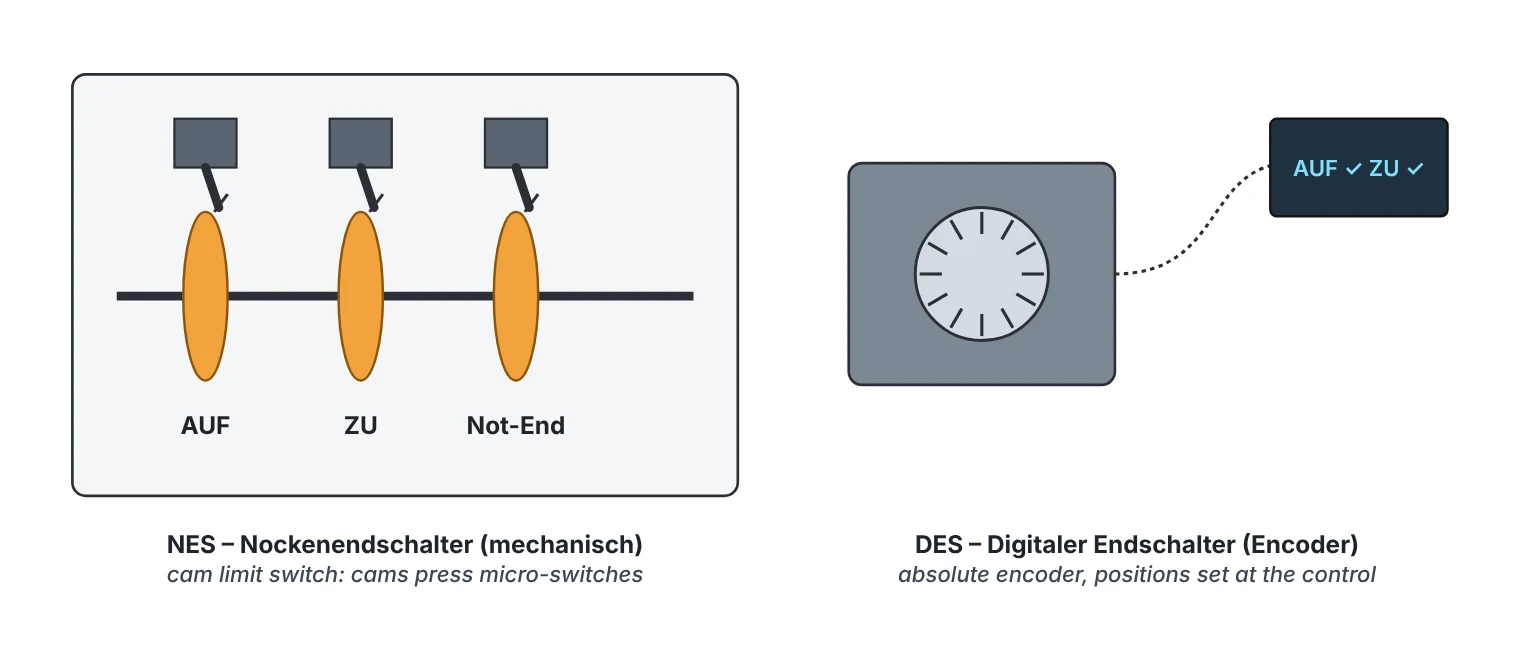 AUF
ZU
Not-End
AUF ✓ ZU ✓
NES – Nockenendschalter (mechanisch)
cam limit switch: cams press micro-switches
DES – Digitaler Endschalter (Encoder)
absolute encoder, positions set at the control